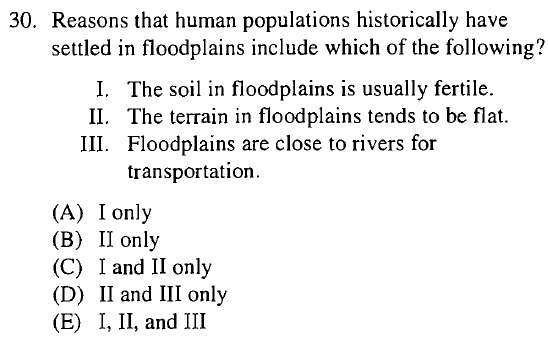 30. Reasons that human populations historically have
settled in floodplains include which of the following?
I. The soil in floodplains is usually fertile.
II. The terrain in floodplains tends to be flat.
III. Floodplains are close to rivers for
transportation.
(A) I only
(B) II only
(C) I and II only
(D) II and III only
(E) I, II, and III